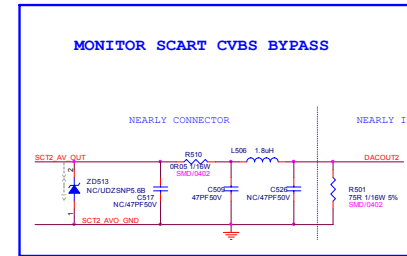 MONITOR SCART CVBS BYPASS
NEARLY CONNECTOR
NEARLY I
SCT2_AV_OUT
R510
0R05 1/16W
SMD/0402
L506 1.8uH
DACOUT2
2
ZD513
NC/UDZSNP5.6B
1
C517
NC/47PF50V
C509
47PF50V
C526
NC/47PF50V
R501
75R 1/16W 5%
SMD/0402
SCT2_AVO_GND